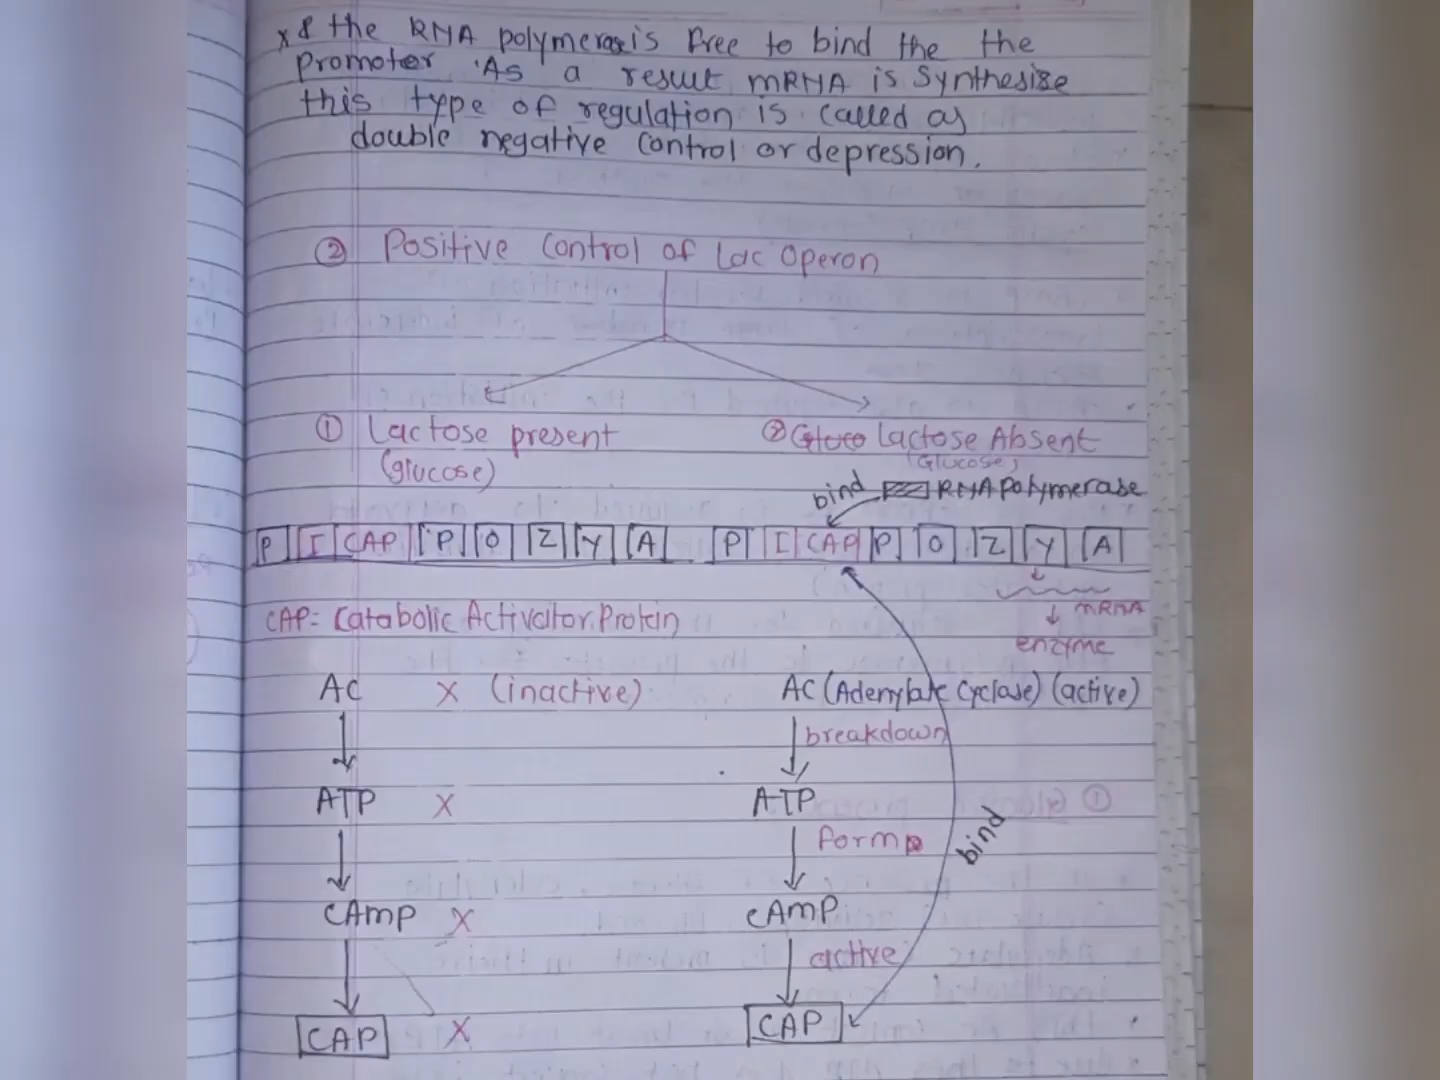 x & the RNA polymerase is free to bind the the
promoter. As a result mRNA is synthesize
this type of regulation is called as
double negative control or depression.
② Positive control of Lac Operon
① Lactose present
(glucose)
② Gluco Lactose Absent
(Glucose)
bind RNA polymerase
P I CAP P O Z Y A
P I CAP P O Z Y A
mRNA
enzyme
CAP = Catabolic Activator Protein
AC X (inactive)
AC (Adenylate Cyclase) (active)
breakdown
ATP X
ATP
form
bind
cAMP X
cAMP
active
CAP X
CAP